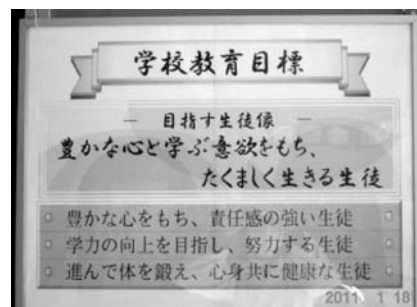 学校教育目標
― 目指す生徒像 ―
豊かな心と学ぶ意欲をもち、
たくましく生きる生徒
豊かな心をもち、責任感の強い生徒
学力の向上を目指し、努力する生徒
進んで体を鍛え、心身共に健康な生徒
2011 1 18